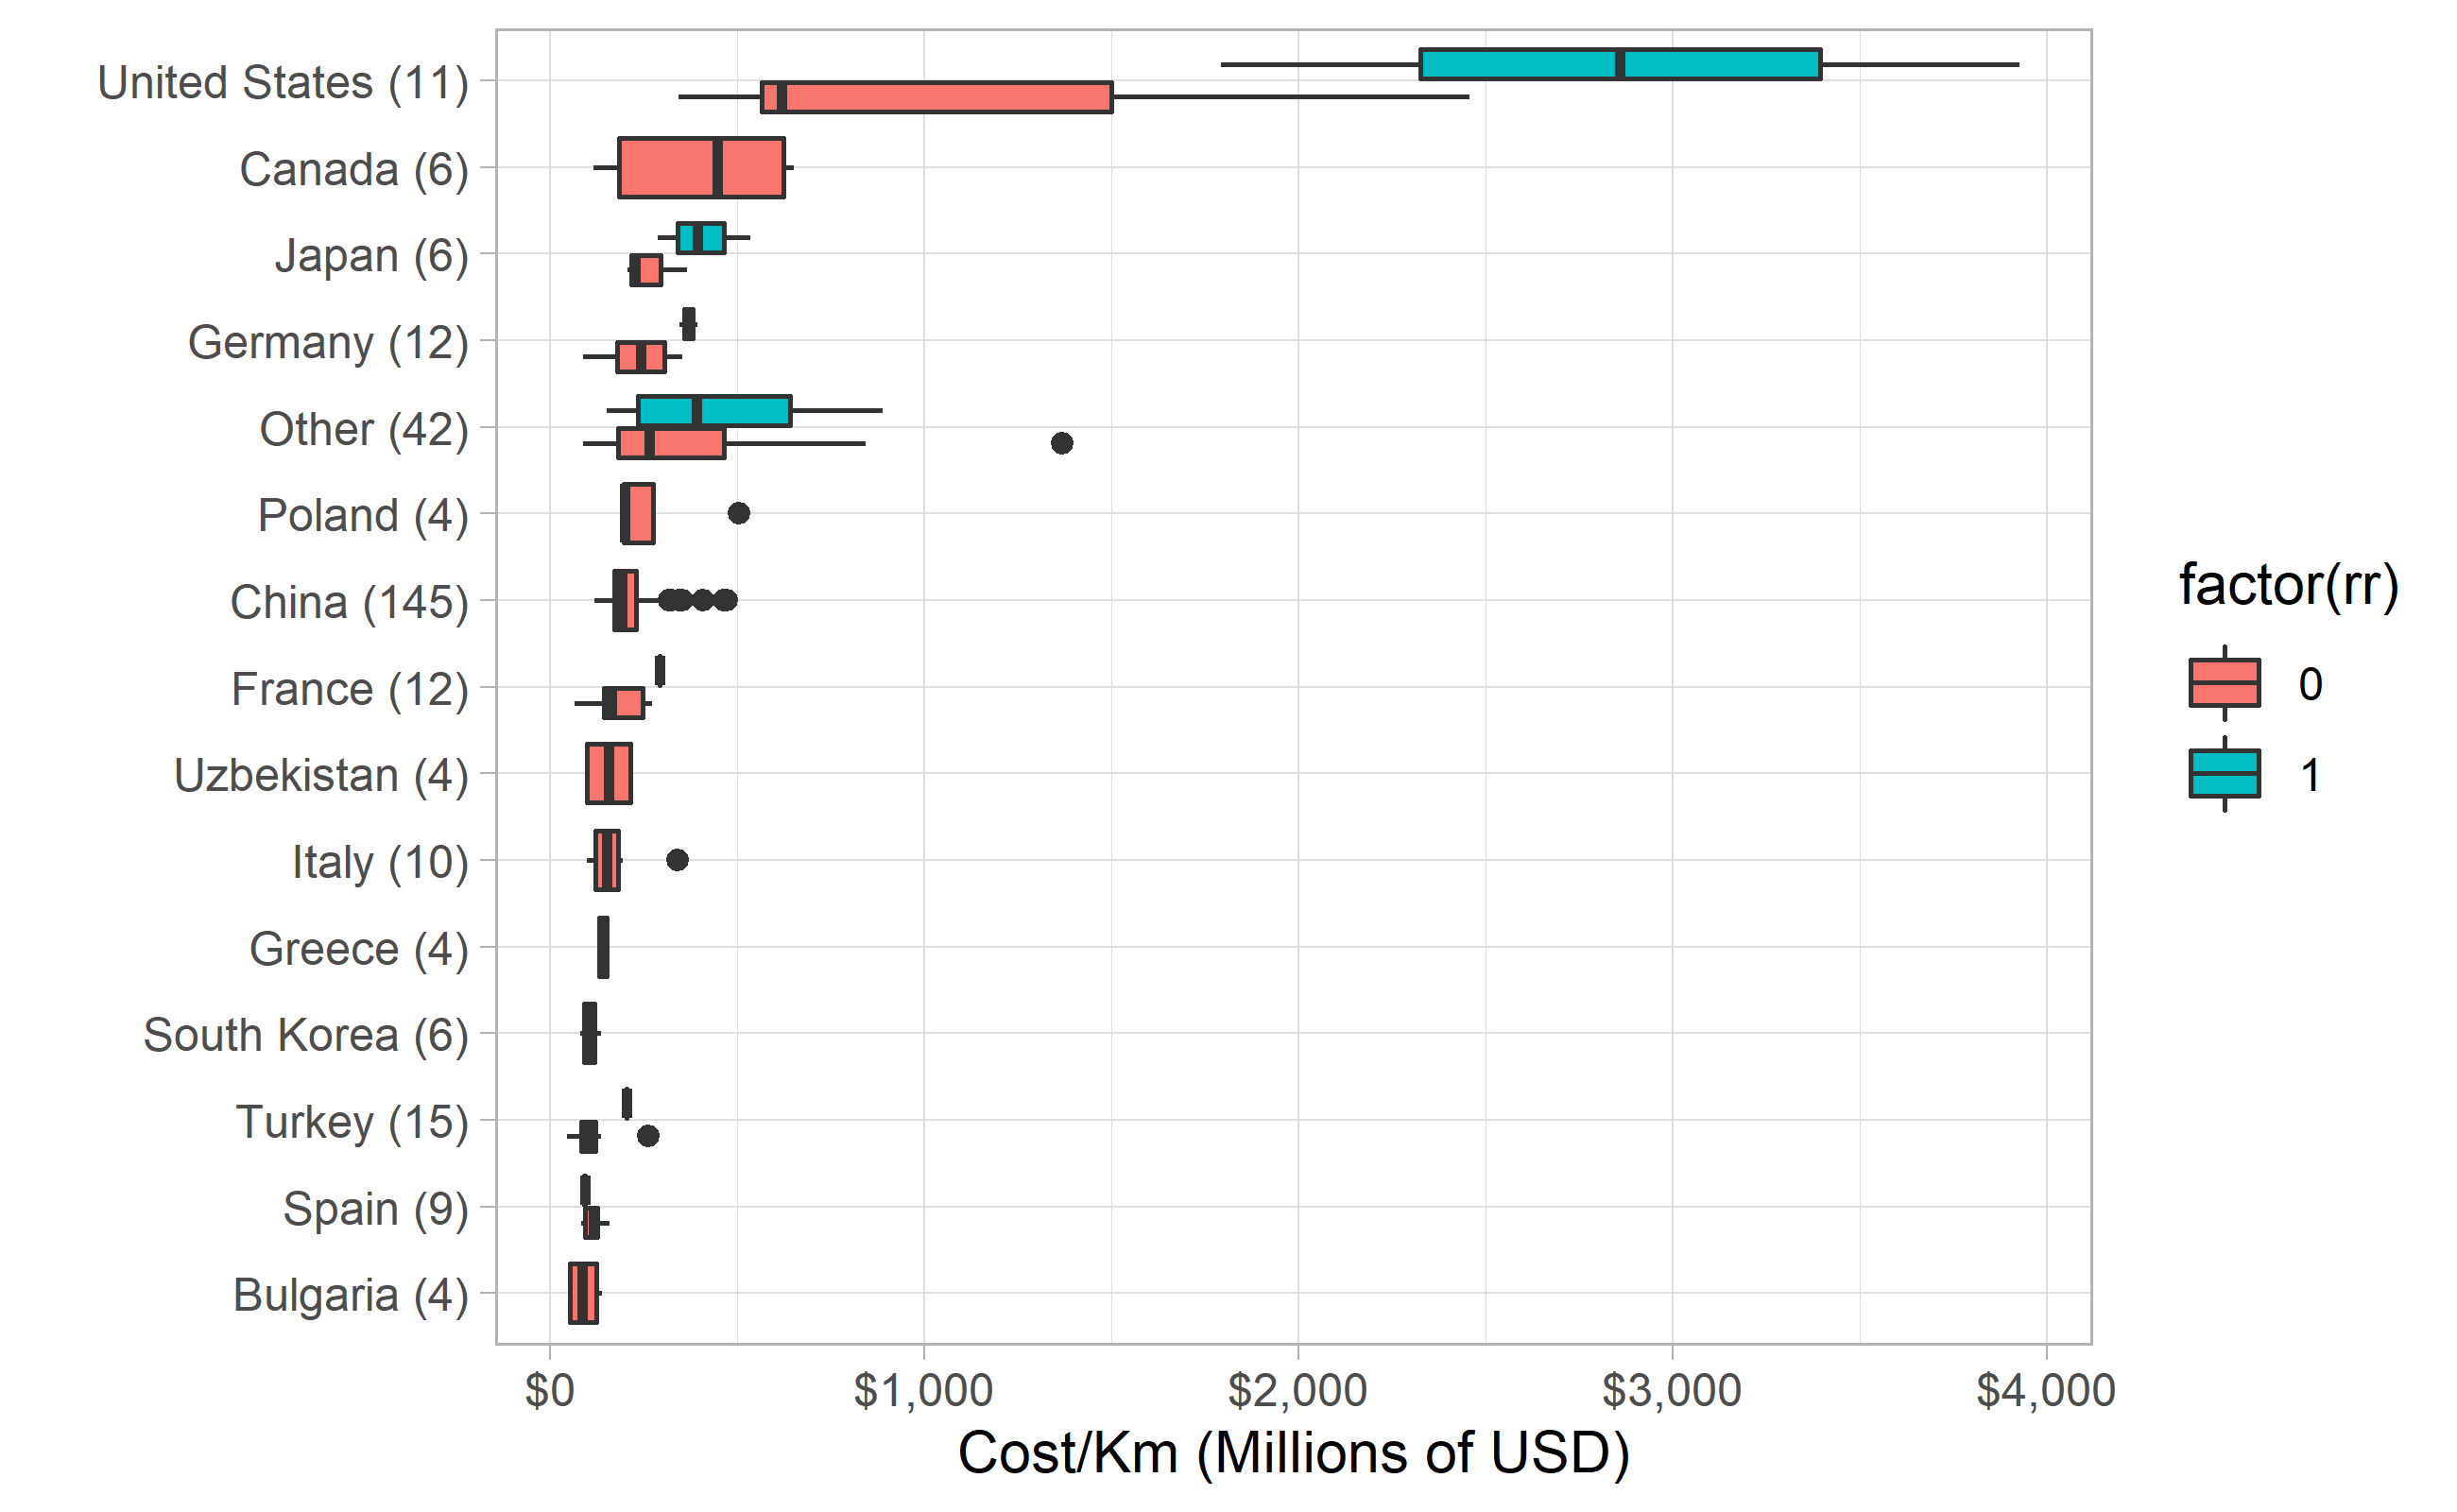 United States (11)
Canada (6)
Japan (6)
Germany (12)
Other (42)
Poland (4)
China (145)
France (12)
Uzbekistan (4)
Italy (10)
Greece (4)
South Korea (6)
Turkey (15)
Spain (9)
Bulgaria (4)
$0 $1,000 $2,000 $3,000 $4,000
Cost/Km (Millions of USD)
factor(rr)
0
1